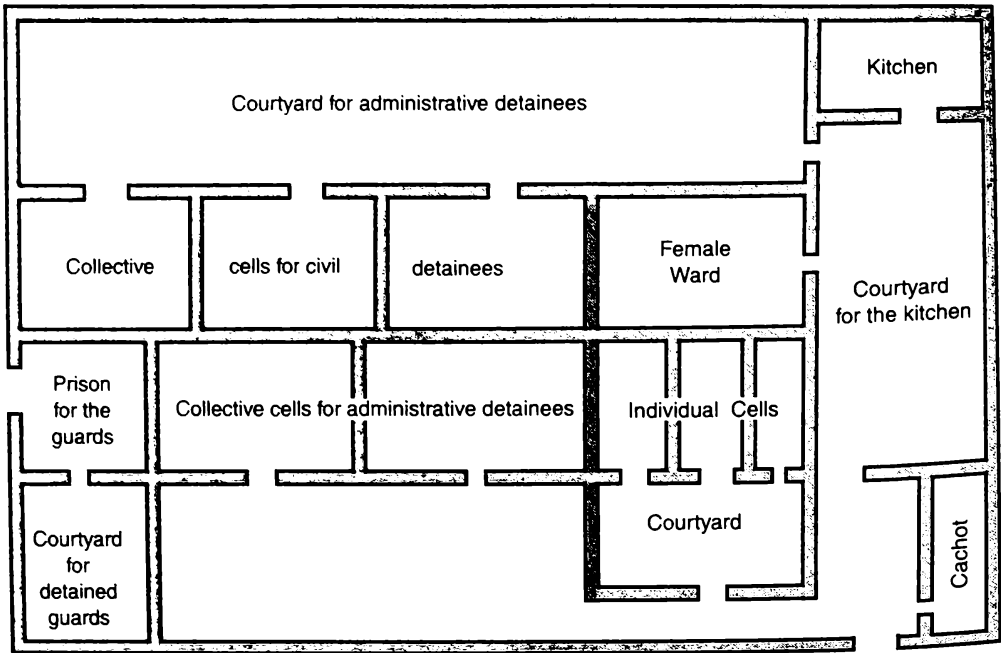 Kitchen
Courtyard for administrative detainees
Collective
cells for civil
detainees
Female
Ward
Courtyard
for the kitchen
Prison
for the
guards
Collective cells for administrative detainees
Individual Cells
Courtyard
for
detained
guards
Courtyard
Cachot